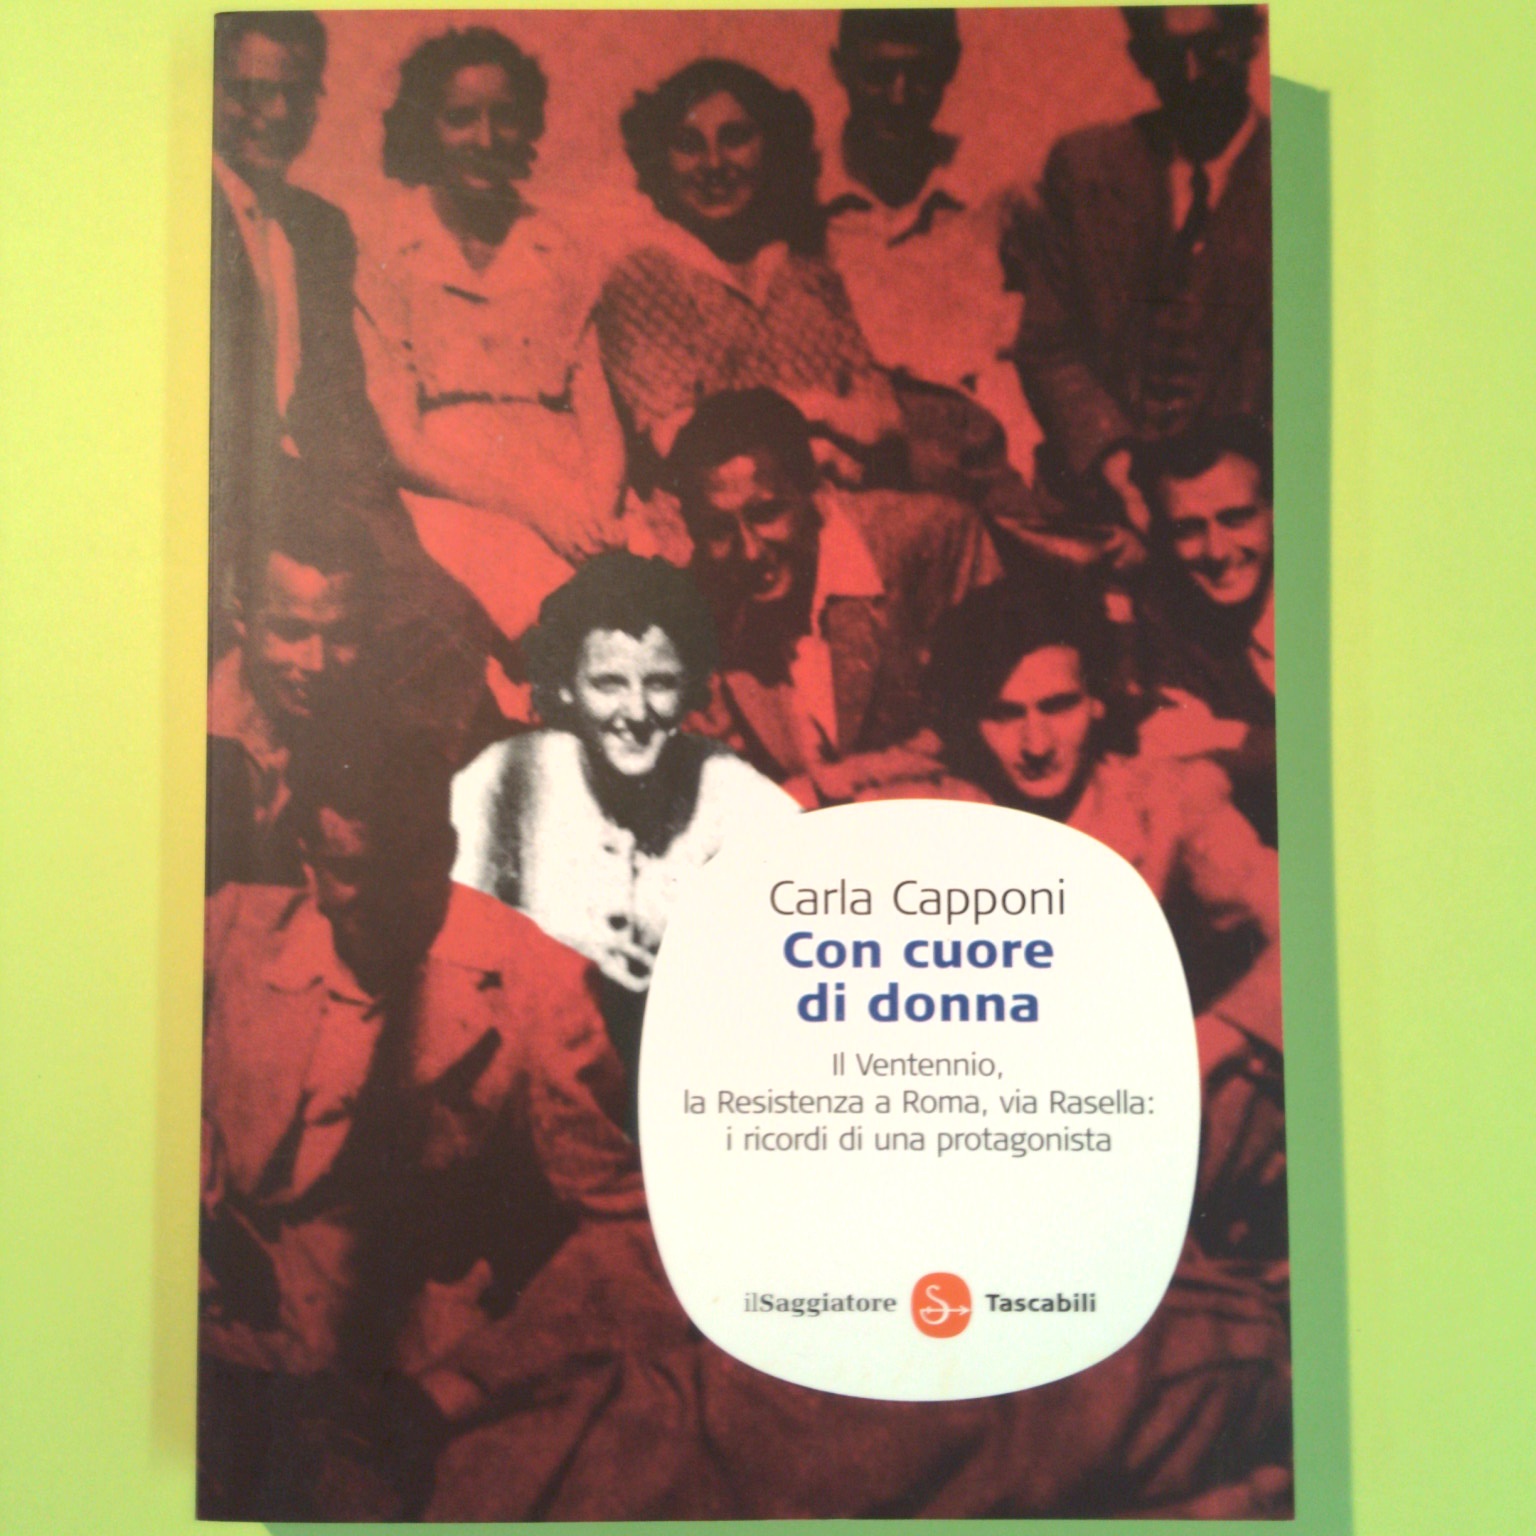 Carla Capponi
Con cuore
di donna
Il Ventennio,
la Resistenza a Roma, via Rasella:
i ricordi di una protagonista
ilSaggiatore S Tascabili